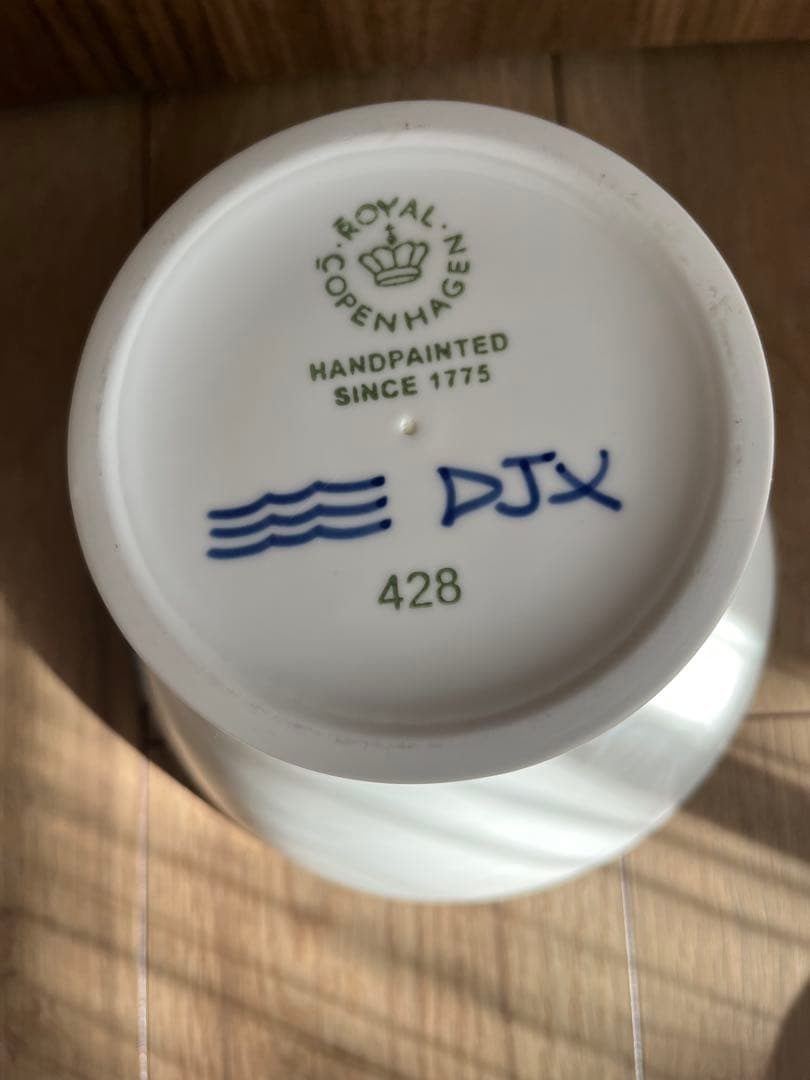 ROYAL
COPENHAGEN
HANDPAINTED
SINCE 1775
DJX
428